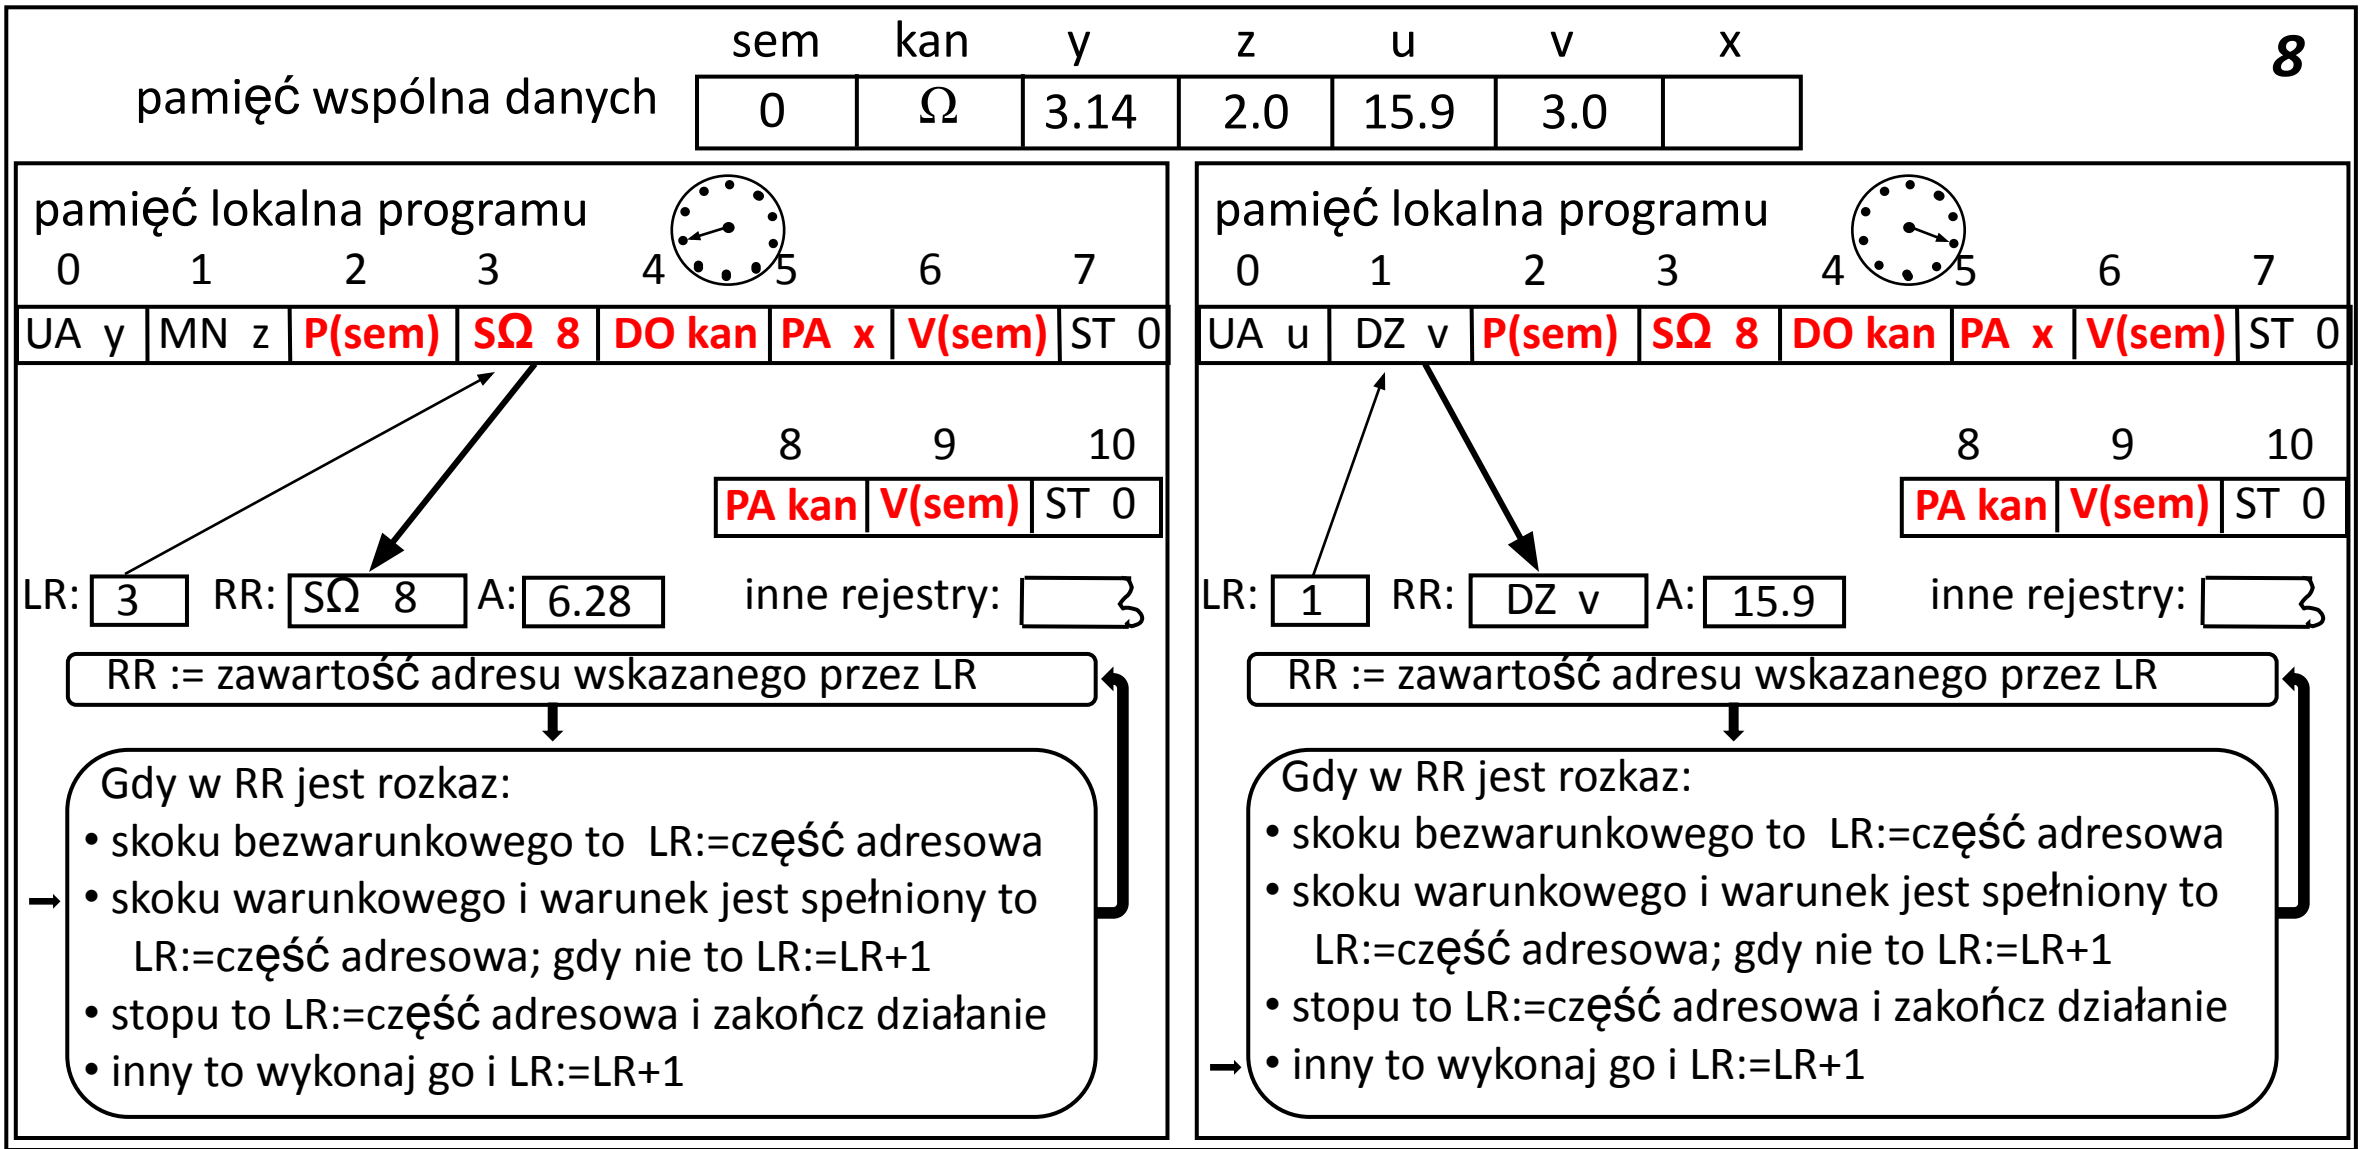 sem kan y z u v x
8
pamięć wspólna danych 0 Ω 3.14 2.0 15.9 3.0
pamięć lokalna programu
0 1 2 3 4 5 6 7
UA y MN z P(sem) SΩ 8 DO kan PA x V(sem) ST 0
8 9 10
PA kan V(sem) ST 0
LR: 3 RR: SΩ 8 A: 6.28 inne rejestry:
RR := zawartość adresu wskazanego przez LR
Gdy w RR jest rozkaz:
• skoku bezwarunkowego to LR:=część adresowa
• skoku warunkowego i warunek jest spełniony to
LR:=część adresowa; gdy nie to LR:=LR+1
• stopu to LR:=część adresowa i zakończ działanie
• inny to wykonaj go i LR:=LR+1
pamięć lokalna programu
0 1 2 3 4 5 6 7
UA u DZ v P(sem) SΩ 8 DO kan PA x V(sem) ST 0
8 9 10
PA kan V(sem) ST 0
LR: 1 RR: DZ v A: 15.9 inne rejestry:
RR := zawartość adresu wskazanego przez LR
Gdy w RR jest rozkaz:
• skoku bezwarunkowego to LR:=część adresowa
• skoku warunkowego i warunek jest spełniony to
LR:=część adresowa; gdy nie to LR:=LR+1
• stopu to LR:=część adresowa i zakończ działanie
• inny to wykonaj go i LR:=LR+1